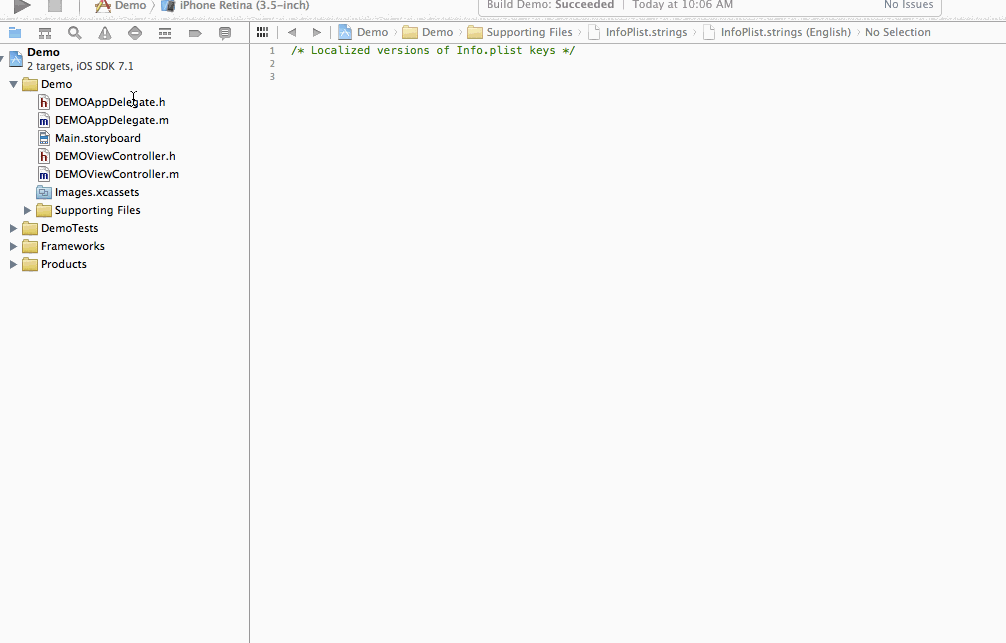 Demo 〉 iPhone Retina (3.5-inch)
Build Demo: Succeeded | Today at 10:06 AM
No Issues
Demo 〉 Demo 〉 Supporting Files 〉 InfoPlist.strings 〉 InfoPlist.strings (English) 〉 No Selection
Demo
2 targets, iOS SDK 7.1
Demo
DEMOAppDelegate.h
DEMOAppDelegate.m
Main.storyboard
DEMOViewController.h
DEMOViewController.m
Images.xcassets
Supporting Files
DemoTests
Frameworks
Products
1 /* Localized versions of Info.plist keys */
2
3